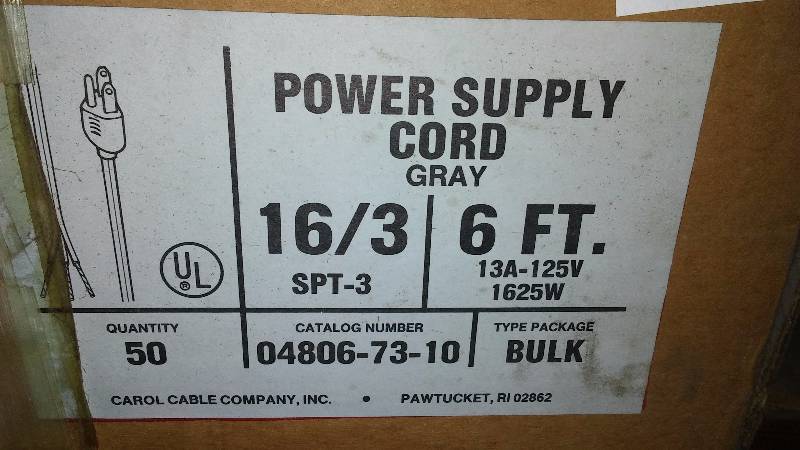 POWER SUPPLY
CORD
GRAY
16/3
SPT-3
6 FT.
13A-125V
1625W
UL
®
QUANTITY
50
CATALOG NUMBER
04806-73-10
TYPE PACKAGE
BULK
CAROL CABLE COMPANY, INC. • PAWTUCKET, RI 02862